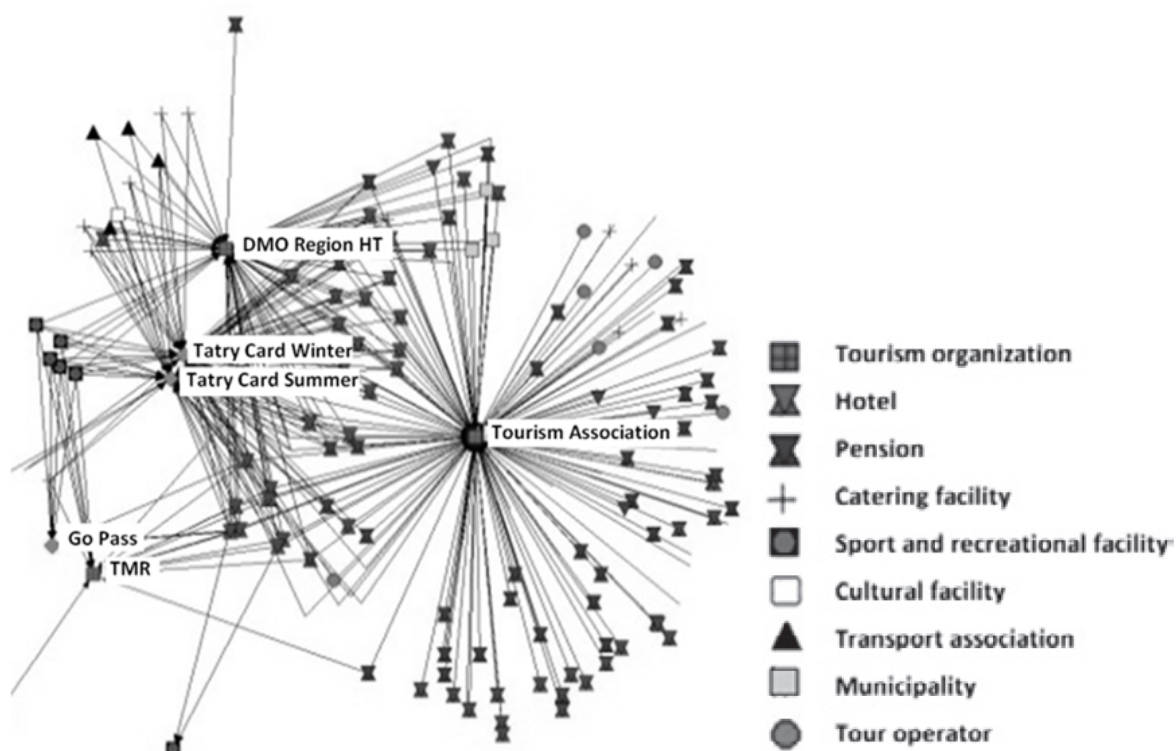 DMO Region HT
Tatry Card Winter
Tatry Card Summer
Tourism Association
Go Pass
TMR
Tourism organization
Hotel
Pension
Catering facility
Sport and recreational facility
Cultural facility
Transport association
Municipality
Tour operator